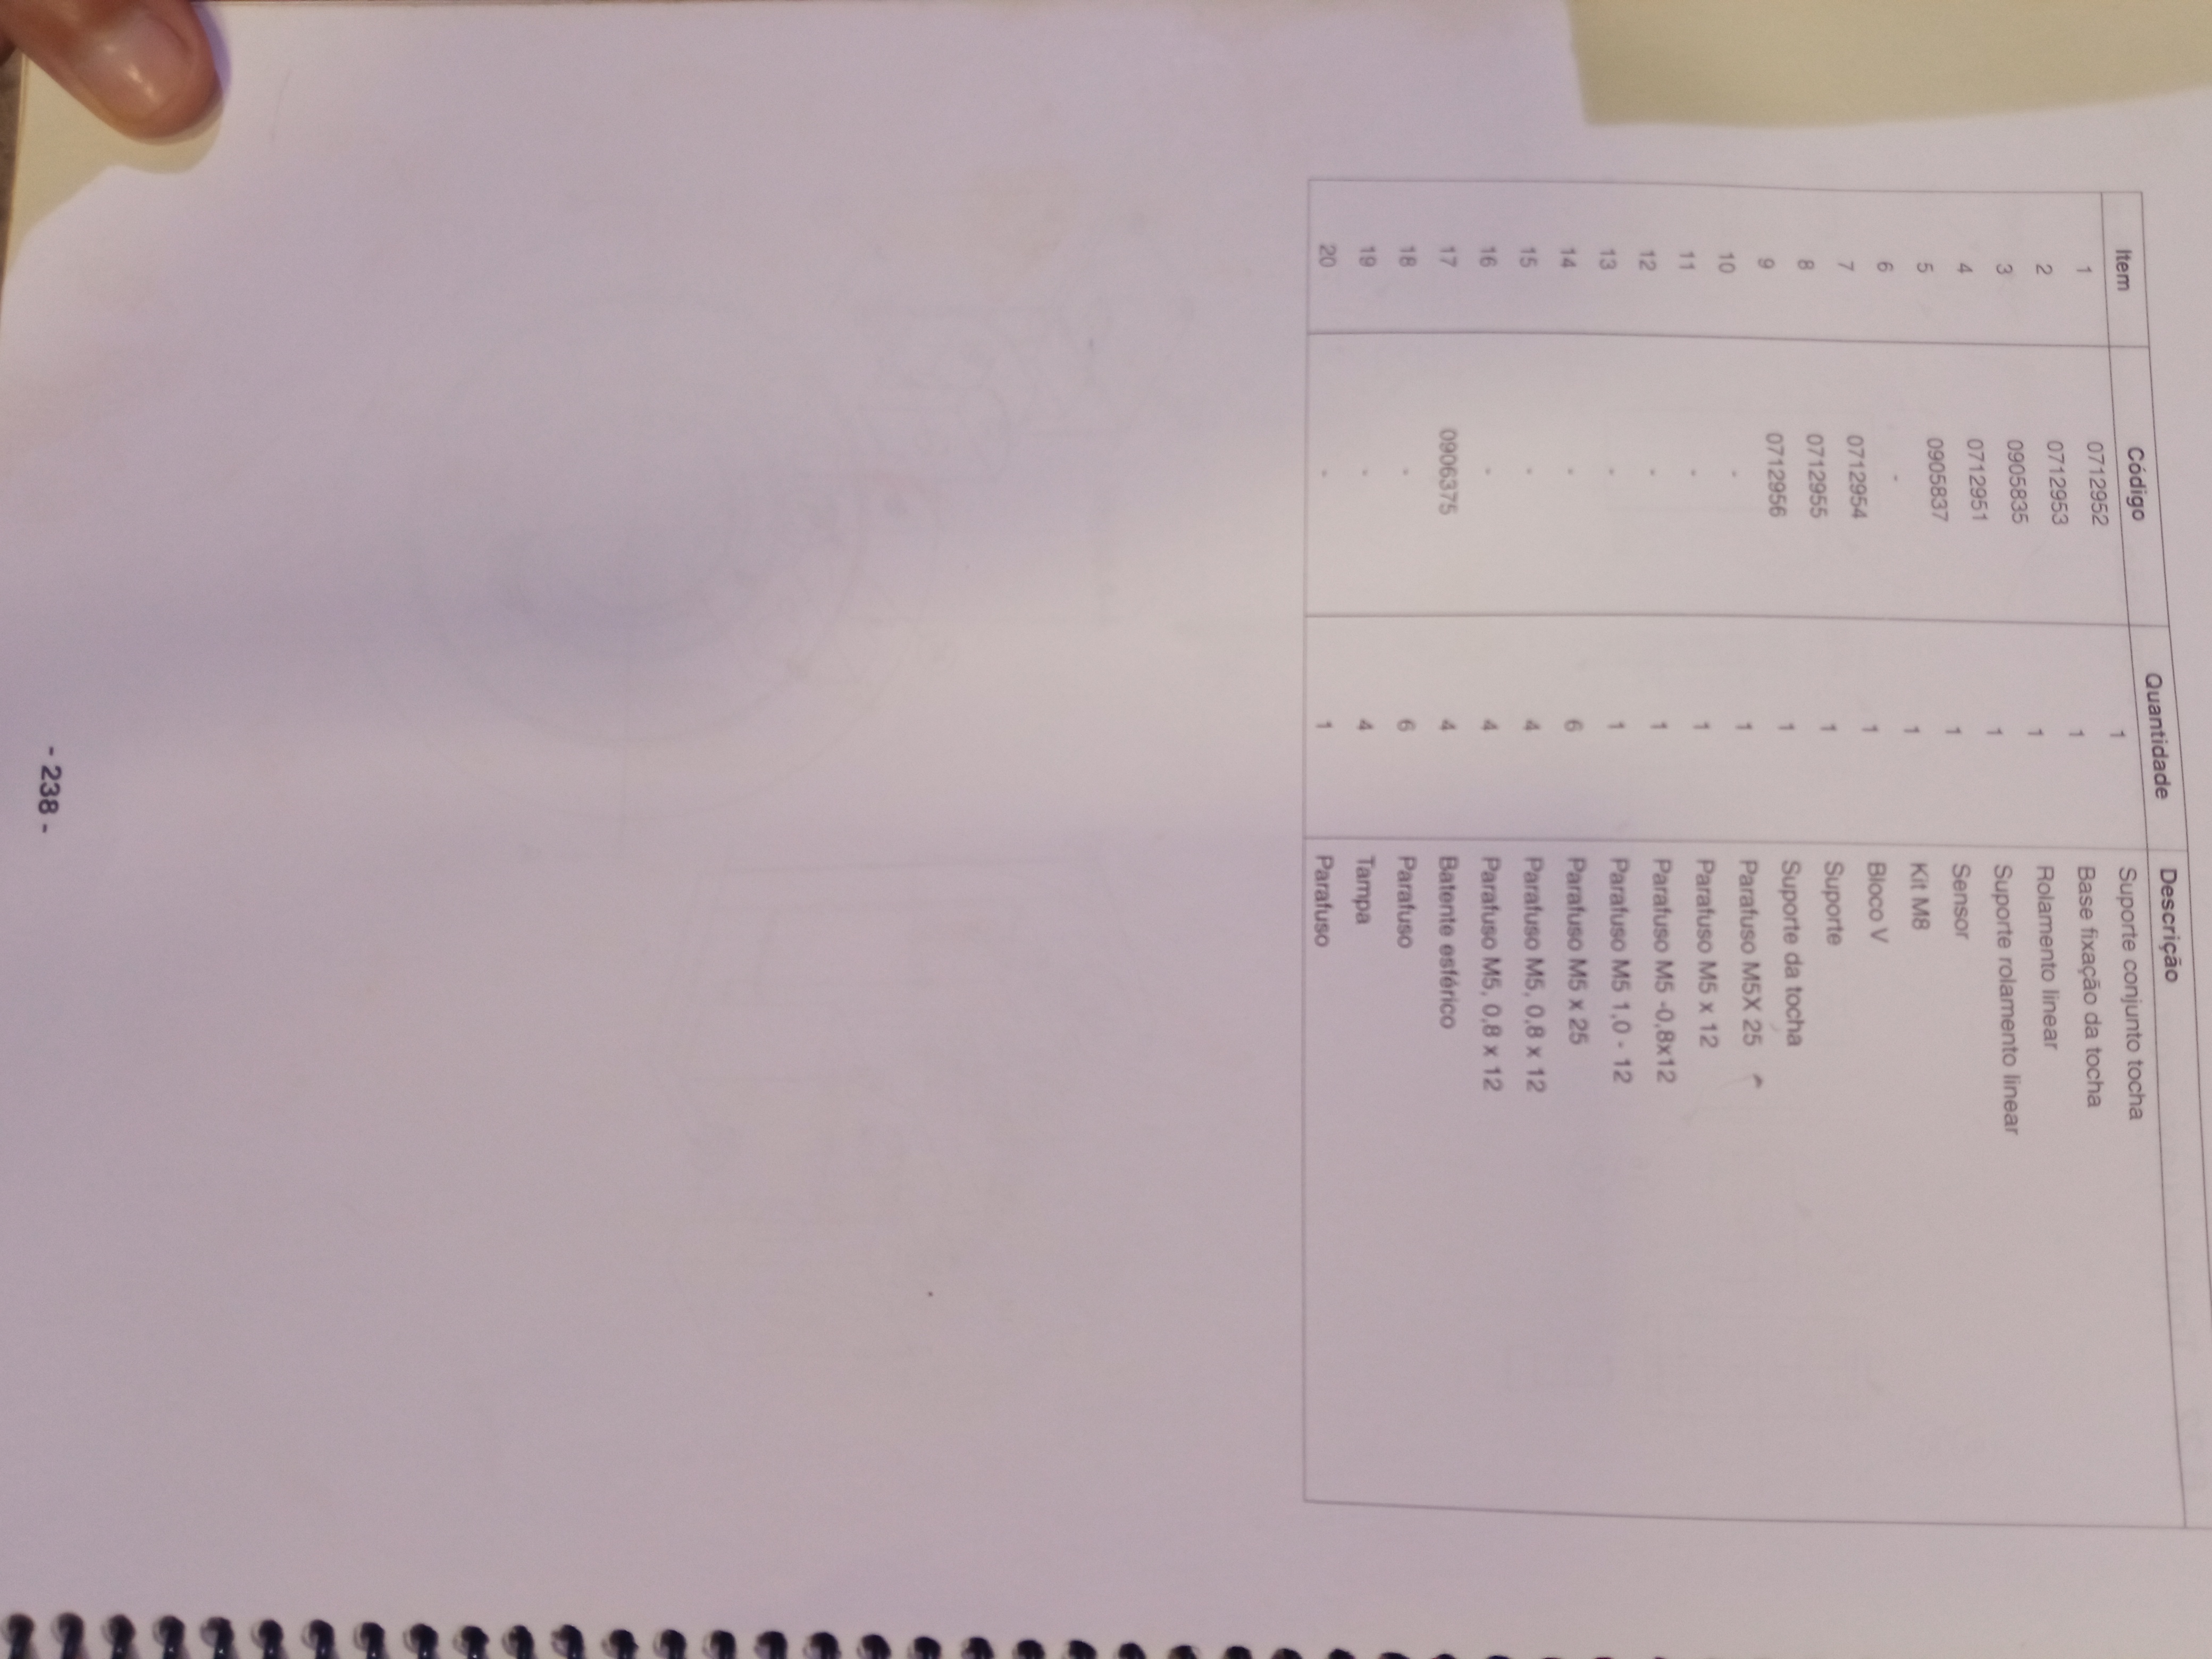 Item Código Quantidade Descrição
1 0712952 1 Suporte conjunto tocha
2 0712953 1 Base fixação da tocha
3 0905835 1 Rolamento linear
4 0712951 1 Suporte rolamento linear
5 0905837 1 Sensor
6 - 1 Kit M8
7 0712954 1 Bloco V
8 0712955 1 Suporte
9 0712956 1 Suporte da tocha
10 - 1 Parafuso M5X 25
11 - 1 Parafuso M5 x 12
12 - 1 Parafuso M5 -0,8x12
13 - 1 Parafuso M5 1,0 - 12
14 - 6 Parafuso M5 x 25
15 - 4 Parafuso M5, 0,8 x 12
16 - 4 Parafuso M5, 0,8 x 12
17 0906375 4 Batente esférico
18 - 6 Parafuso
19 - 4 Tampa
20 - 1 Parafuso
- 238 -